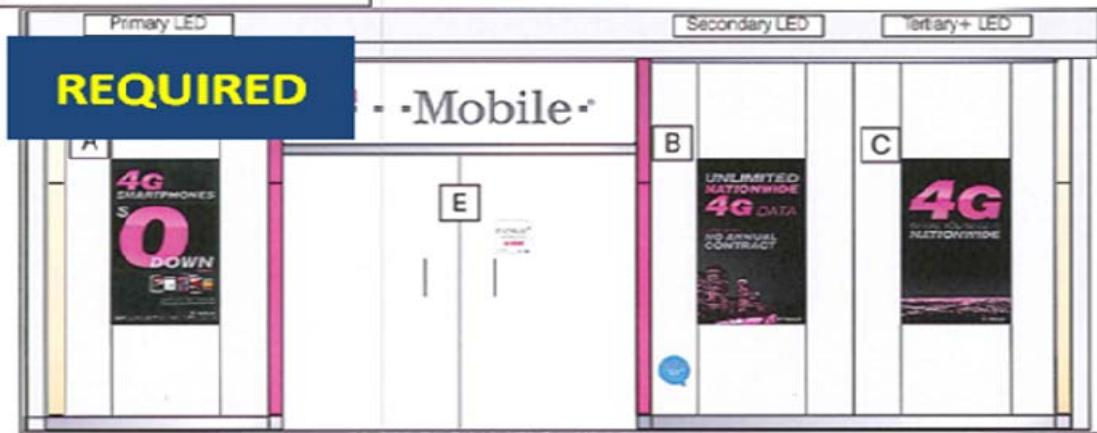 Primary LED
Secondary LED
Tertiary+ LED
REQUIRED
··Mobile·
A
B
C
E
4G
SMARTPHONES
$0
DOWN
UNLIMITED
NATIONWIDE
4G DATA
NO ANNUAL
CONTRACT
4G
NATIONWIDE